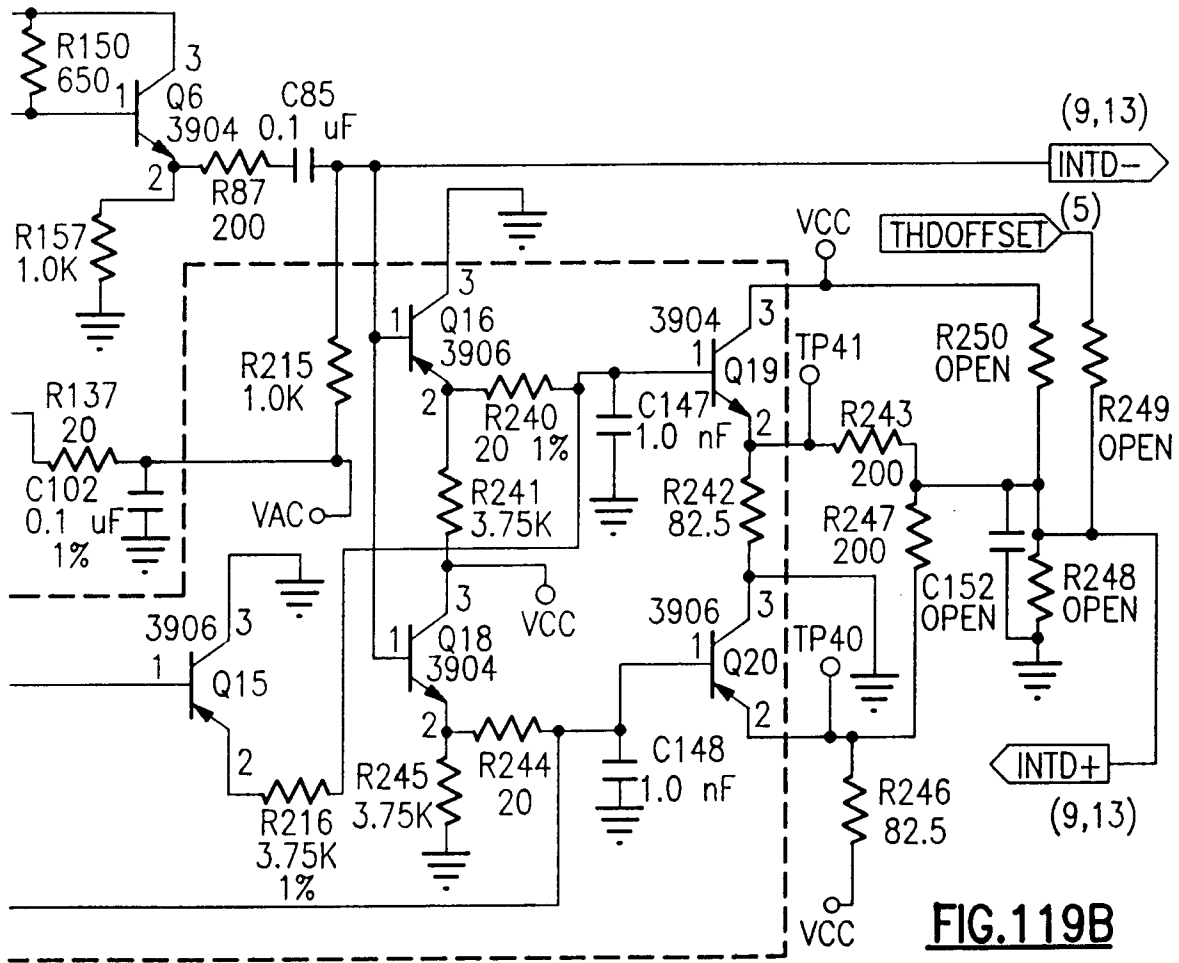 R150
650
3
1
Q6
3904
2
C85
0.1 uF
R87
200
R157
1.0K
(9,13)
INTD-
(5)
THDOFFSET
VCC
3
1
Q16
3906
2
R215
1.0K
R240
20 1%
C147
1.0 nF
3904
3
1
Q19
2
TP41
R250
OPEN
R249
OPEN
R243
200
R137
20
C102
0.1 uF
1%
VAC
R241
3.75K
R242
82.5
R247
200
C152
OPEN
R248
OPEN
3906
3
1
Q15
2
3
1
Q18
3904
2
VCC
3906
3
1
Q20
2
TP40
R216
3.75K
1%
R245
3.75K
R244
20
C148
1.0 nF
R246
82.5
INTD+
(9,13)
VCC
FIG.119B